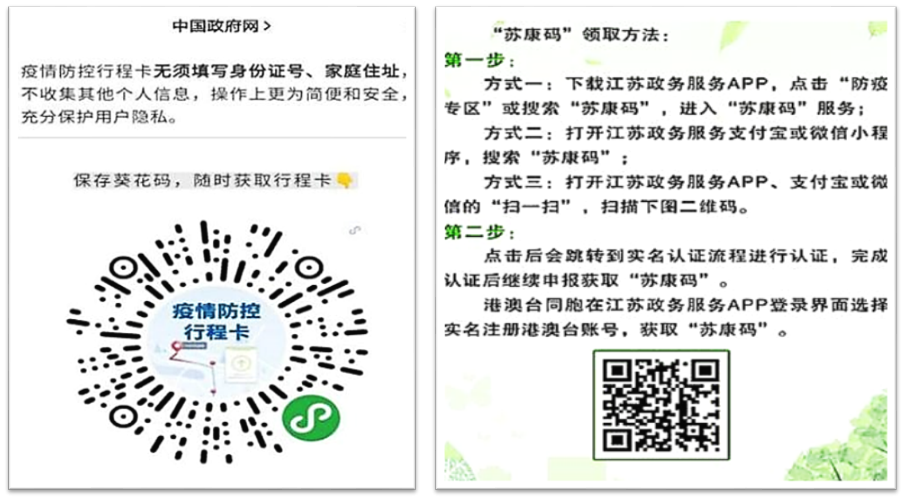 中国政府网 >
疫情防控行程卡无须填写身份证号、家庭住址，
不收集其他个人信息，操作上更为简便和安全，
充分保护用户隐私。
保存葵花码，随时获取行程卡👇
疫情防控
行程卡
“苏康码”领取方法：
第一步：
方式一：下载江苏政务服务APP，点击“防疫
专区”或搜索“苏康码”，进入“苏康码”服务；
方式二：打开江苏政务服务支付宝或微信小程
序，搜索“苏康码”；
方式三：打开江苏政务服务APP、支付宝或微
信的“扫一扫”，扫描下图二维码。
第二步：
点击后会跳转到实名认证流程进行认证，完成
认证后继续申报获取“苏康码”。
港澳台同胞在江苏政务服务APP登录界面选择
实名注册港澳台账号，获取“苏康码”。